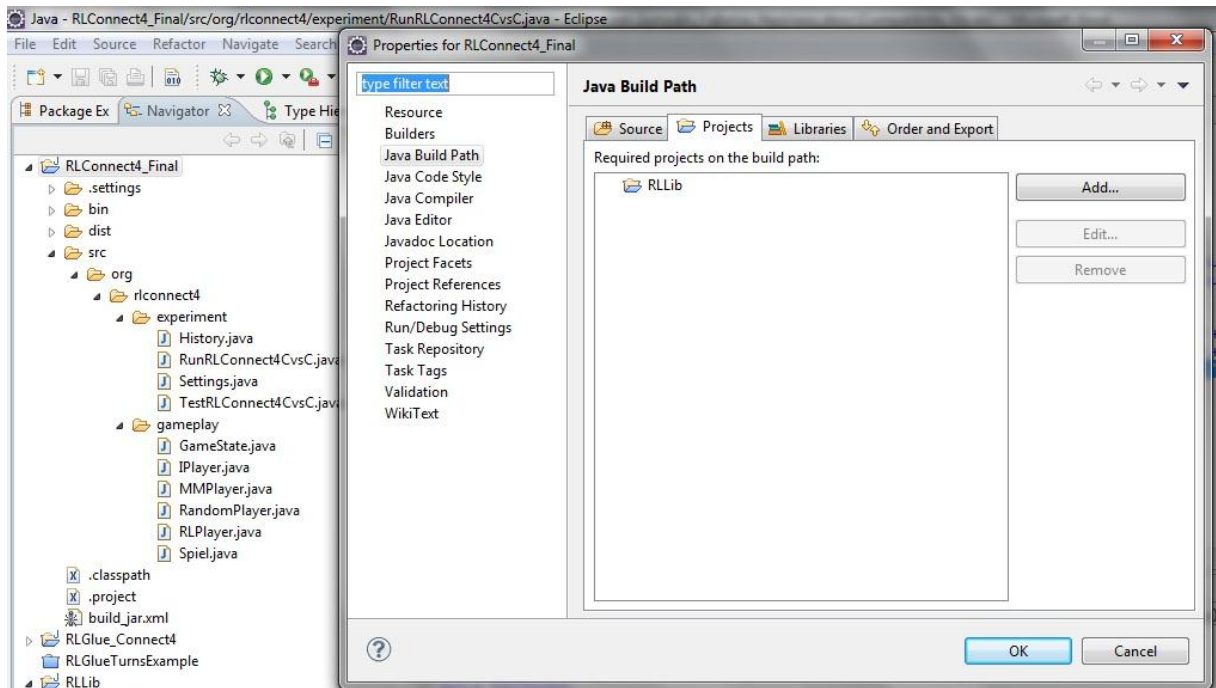 Java - RLConnect4_Final/src/org/rlconnect4/experiment/RunRLConnect4CvsC.java - Eclipse
File Edit Source Refactor Navigate Search
Package Ex Navigator Type Hie
RLConnect4_Final
.settings
bin
dist
src
org
rlconnect4
experiment
History.java
RunRLConnect4CvsC.java
Settings.java
TestRLConnect4CvsC.java
gameplay
GameState.java
IPlayer.java
MMPlayer.java
RandomPlayer.java
RLPlayer.java
Spiel.java
.classpath
.project
build_jar.xml
RLGlue_Connect4
RLGlueTurnsExample
RLLib
Properties for RLConnect4_Final
type filter text
Resource
Builders
Java Build Path
Java Code Style
Java Compiler
Java Editor
Javadoc Location
Project Facets
Project References
Refactoring History
Run/Debug Settings
Task Repository
Task Tags
Validation
WikiText
Java Build Path
Source Projects Libraries Order and Export
Required projects on the build path:
RLLib
Add...
Edit...
Remove
OK Cancel